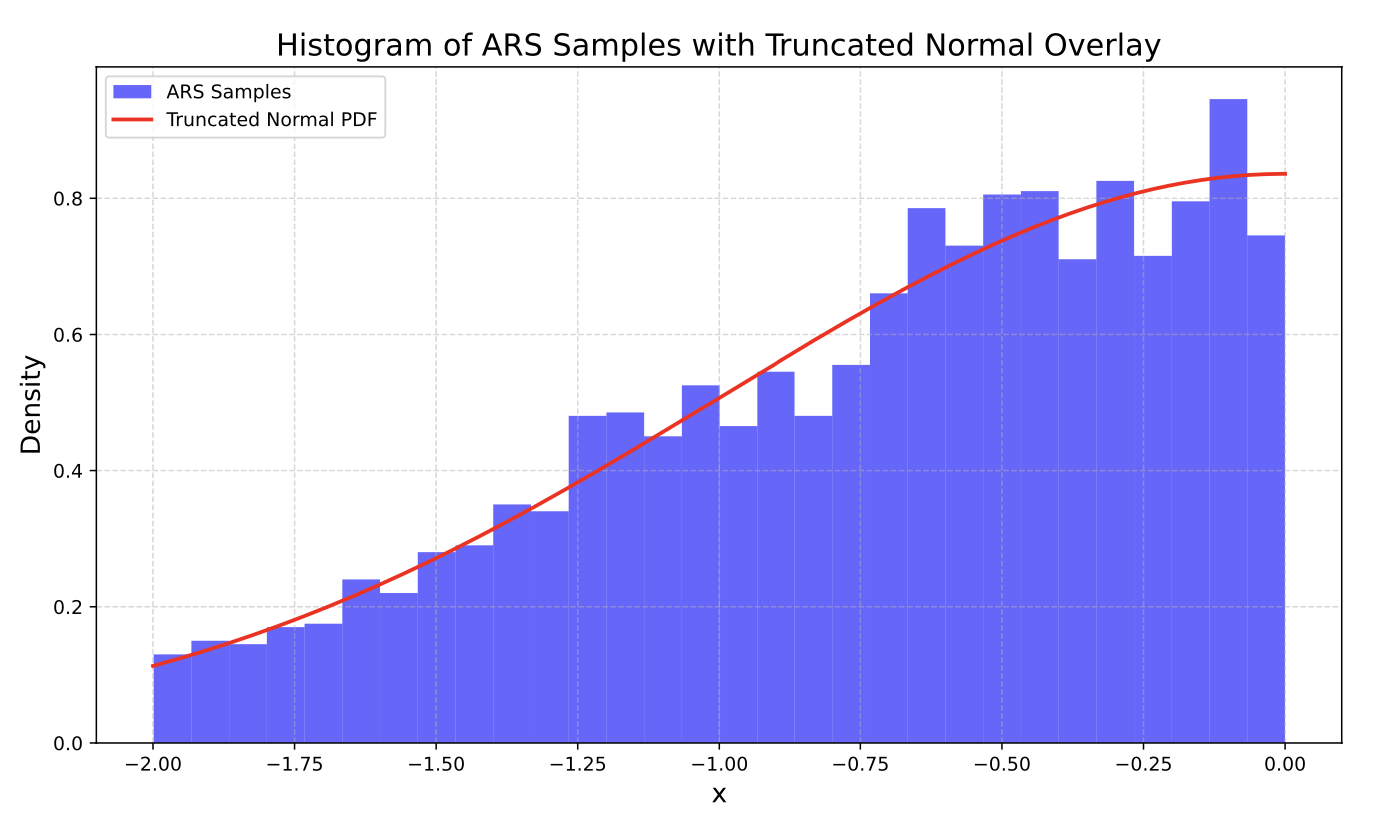 Histogram of ARS Samples with Truncated Normal Overlay
ARS Samples
Truncated Normal PDF
Density
0.8
0.6
0.4
0.2
0.0
−2.00 −1.75 −1.50 −1.25 −1.00 −0.75 −0.50 −0.25 0.00
x